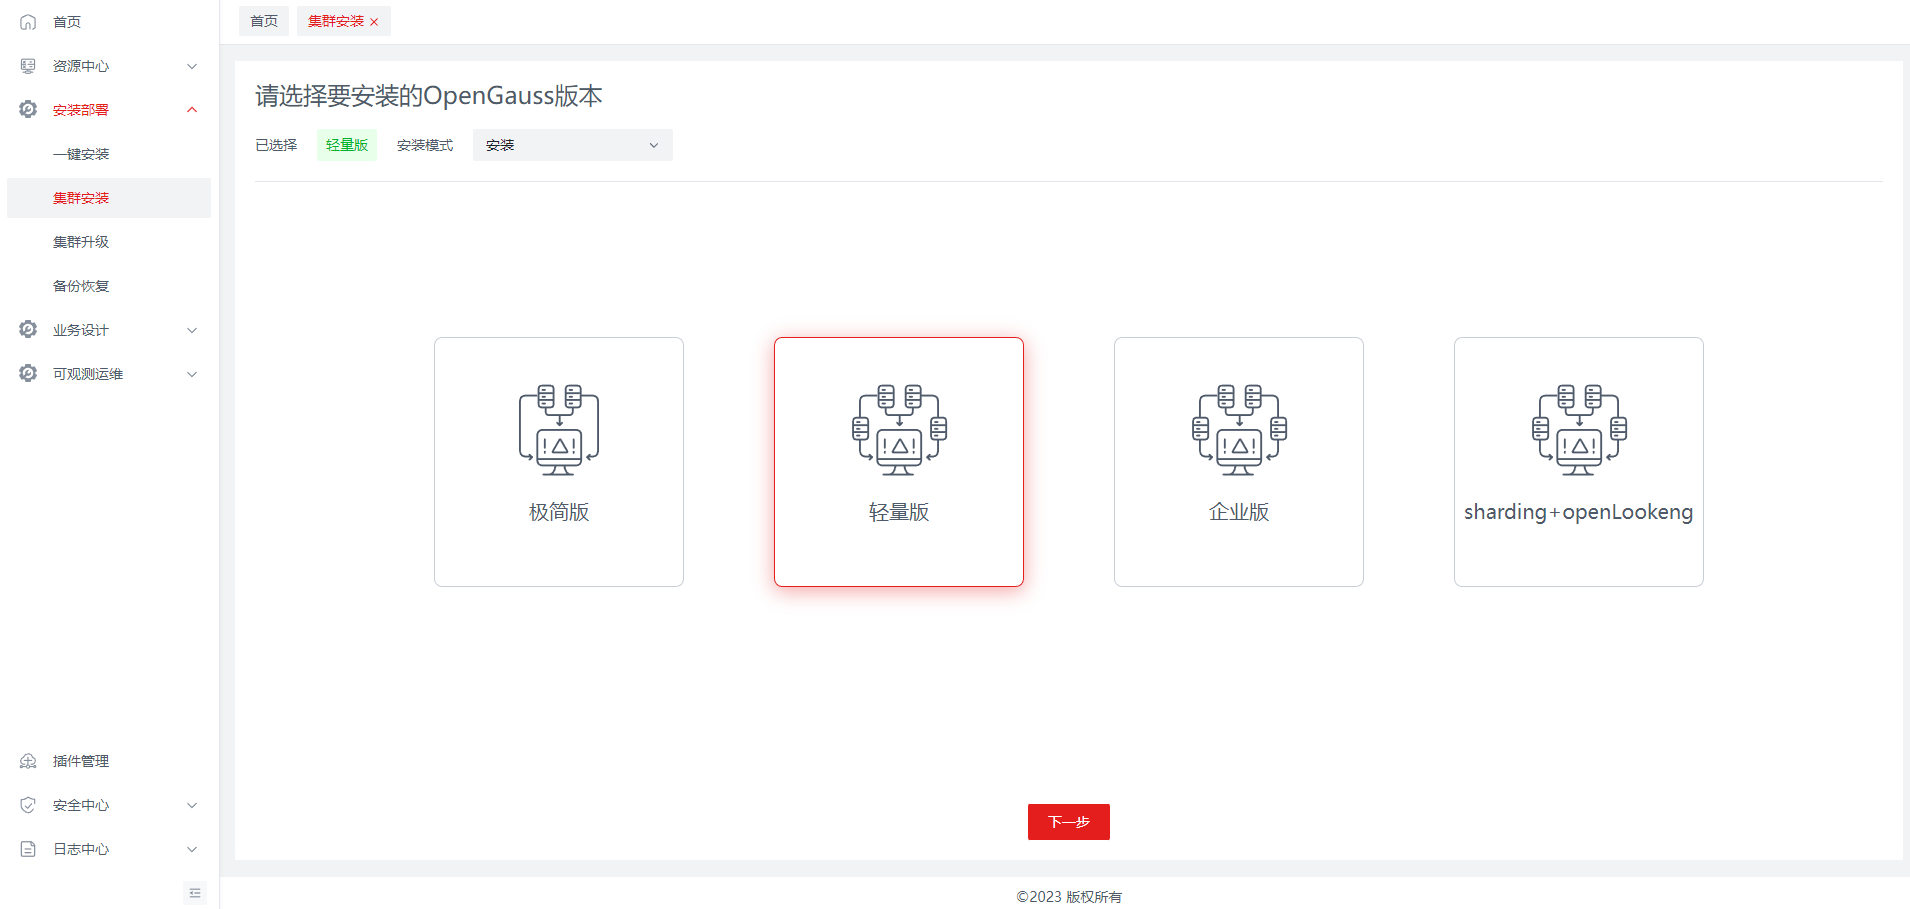 首页
资源中心
安装部署
一键安装
集群安装
集群升级
备份恢复
业务设计
可观测运维
插件管理
安全中心
日志中心
首页 集群安装
请选择要安装的OpenGauss版本
已选择 轻量版 安装模式 安装
极简版 轻量版 企业版 sharding+openLookeng
下一步
©2023 版权所有